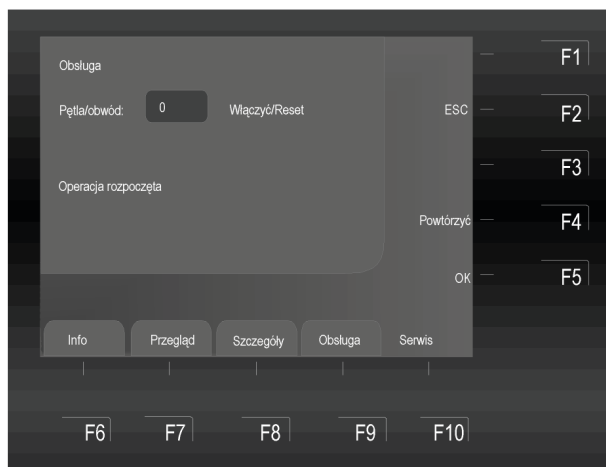 Obsługa
F1
Pętla/obwód: 0 Włączyć/Reset
ESC
F2
F3
Operacja rozpoczęta
Powtórzyć
F4
OK
F5
Info Przegląd Szczegóły Obsługa Serwis
F6 F7 F8 F9 F10